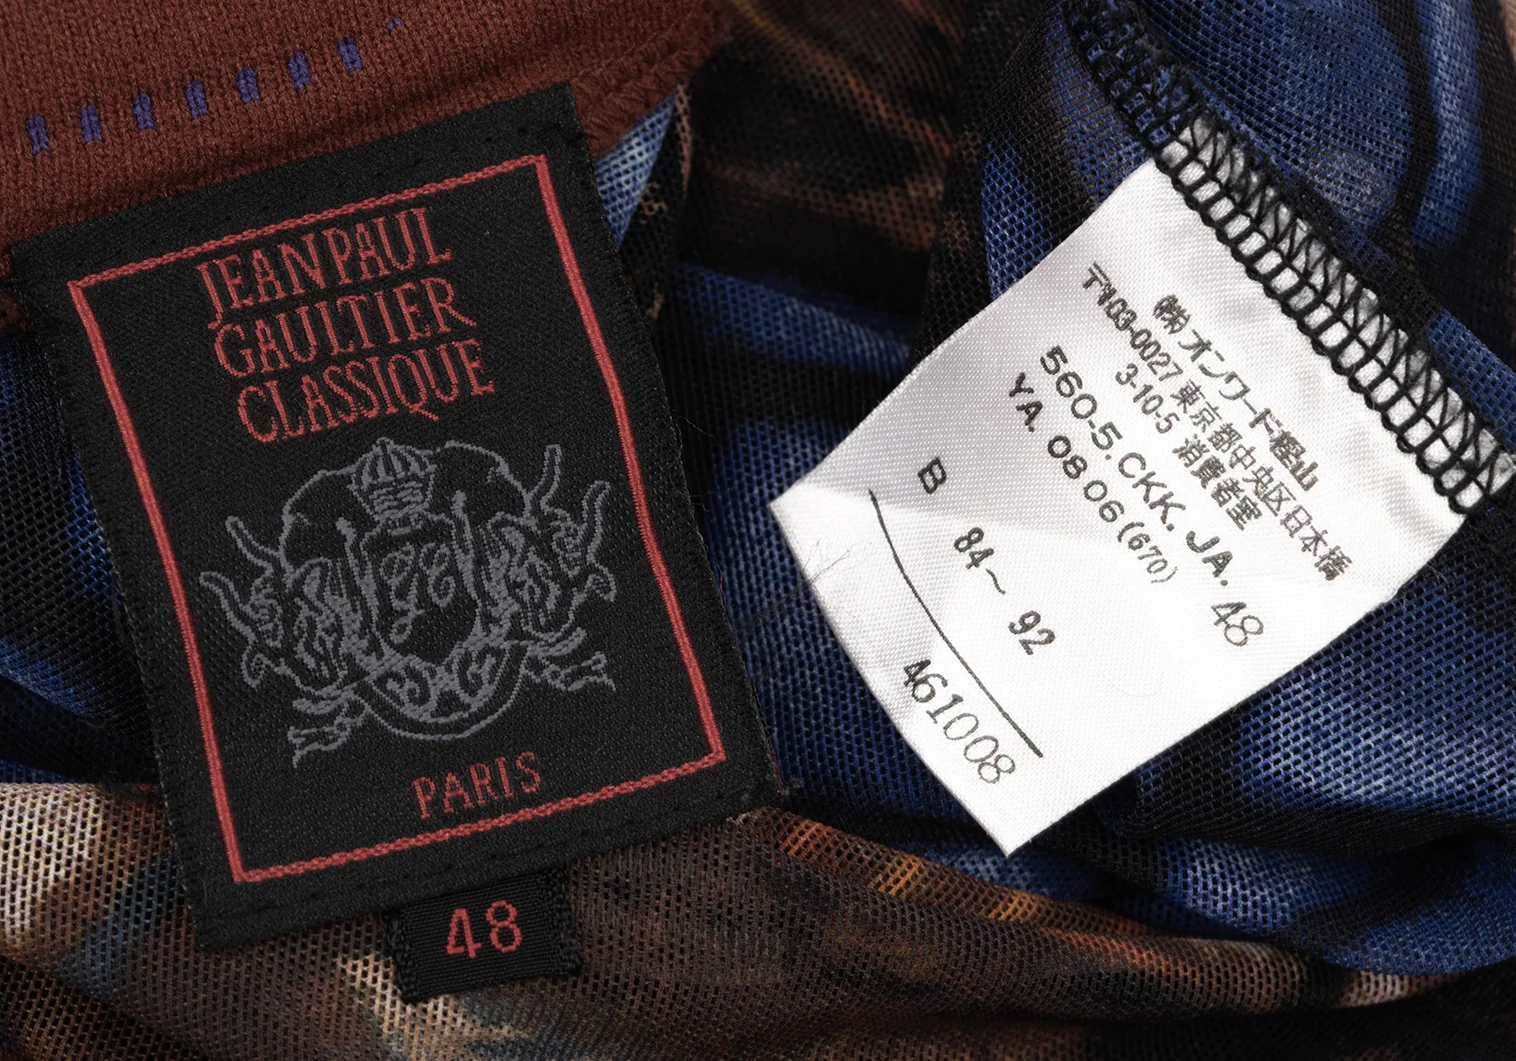 JEAN PAUL
GAULTIER
CLASSIQUE
PARIS
48
㈱オンワード樫山
〒103-0027 東京都中央区日本橋
3-10-5 消費者室
560-5.CKK. JA. 48
YA. 08 06 (670)
B 84〜 92
461008